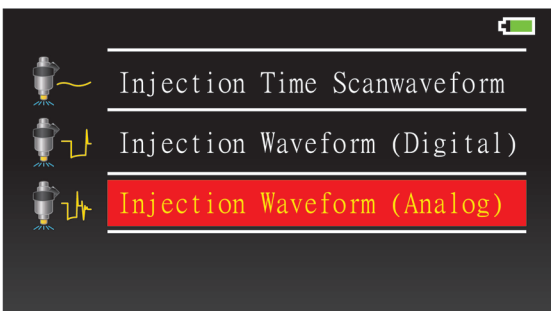 Injection Time Scanwaveform
Injection Waveform (Digital)
Injection Waveform (Analog)